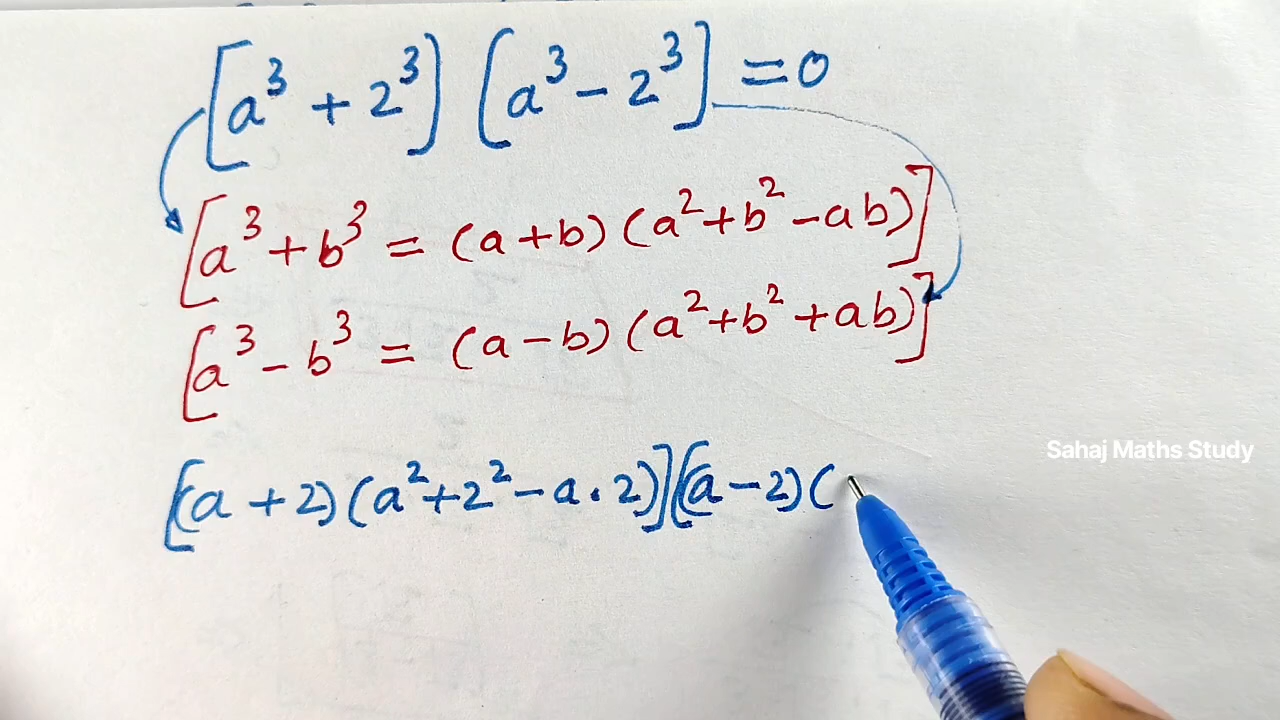 [a³ + 2³] [a³ - 2³] = 0
[a³ + b³ = (a + b) (a² + b² - ab)]
[a³ - b³ = (a - b) (a² + b² + ab)]
Sahaj Maths Study
[(a + 2) (a² + 2² - a . 2)] [(a - 2) (